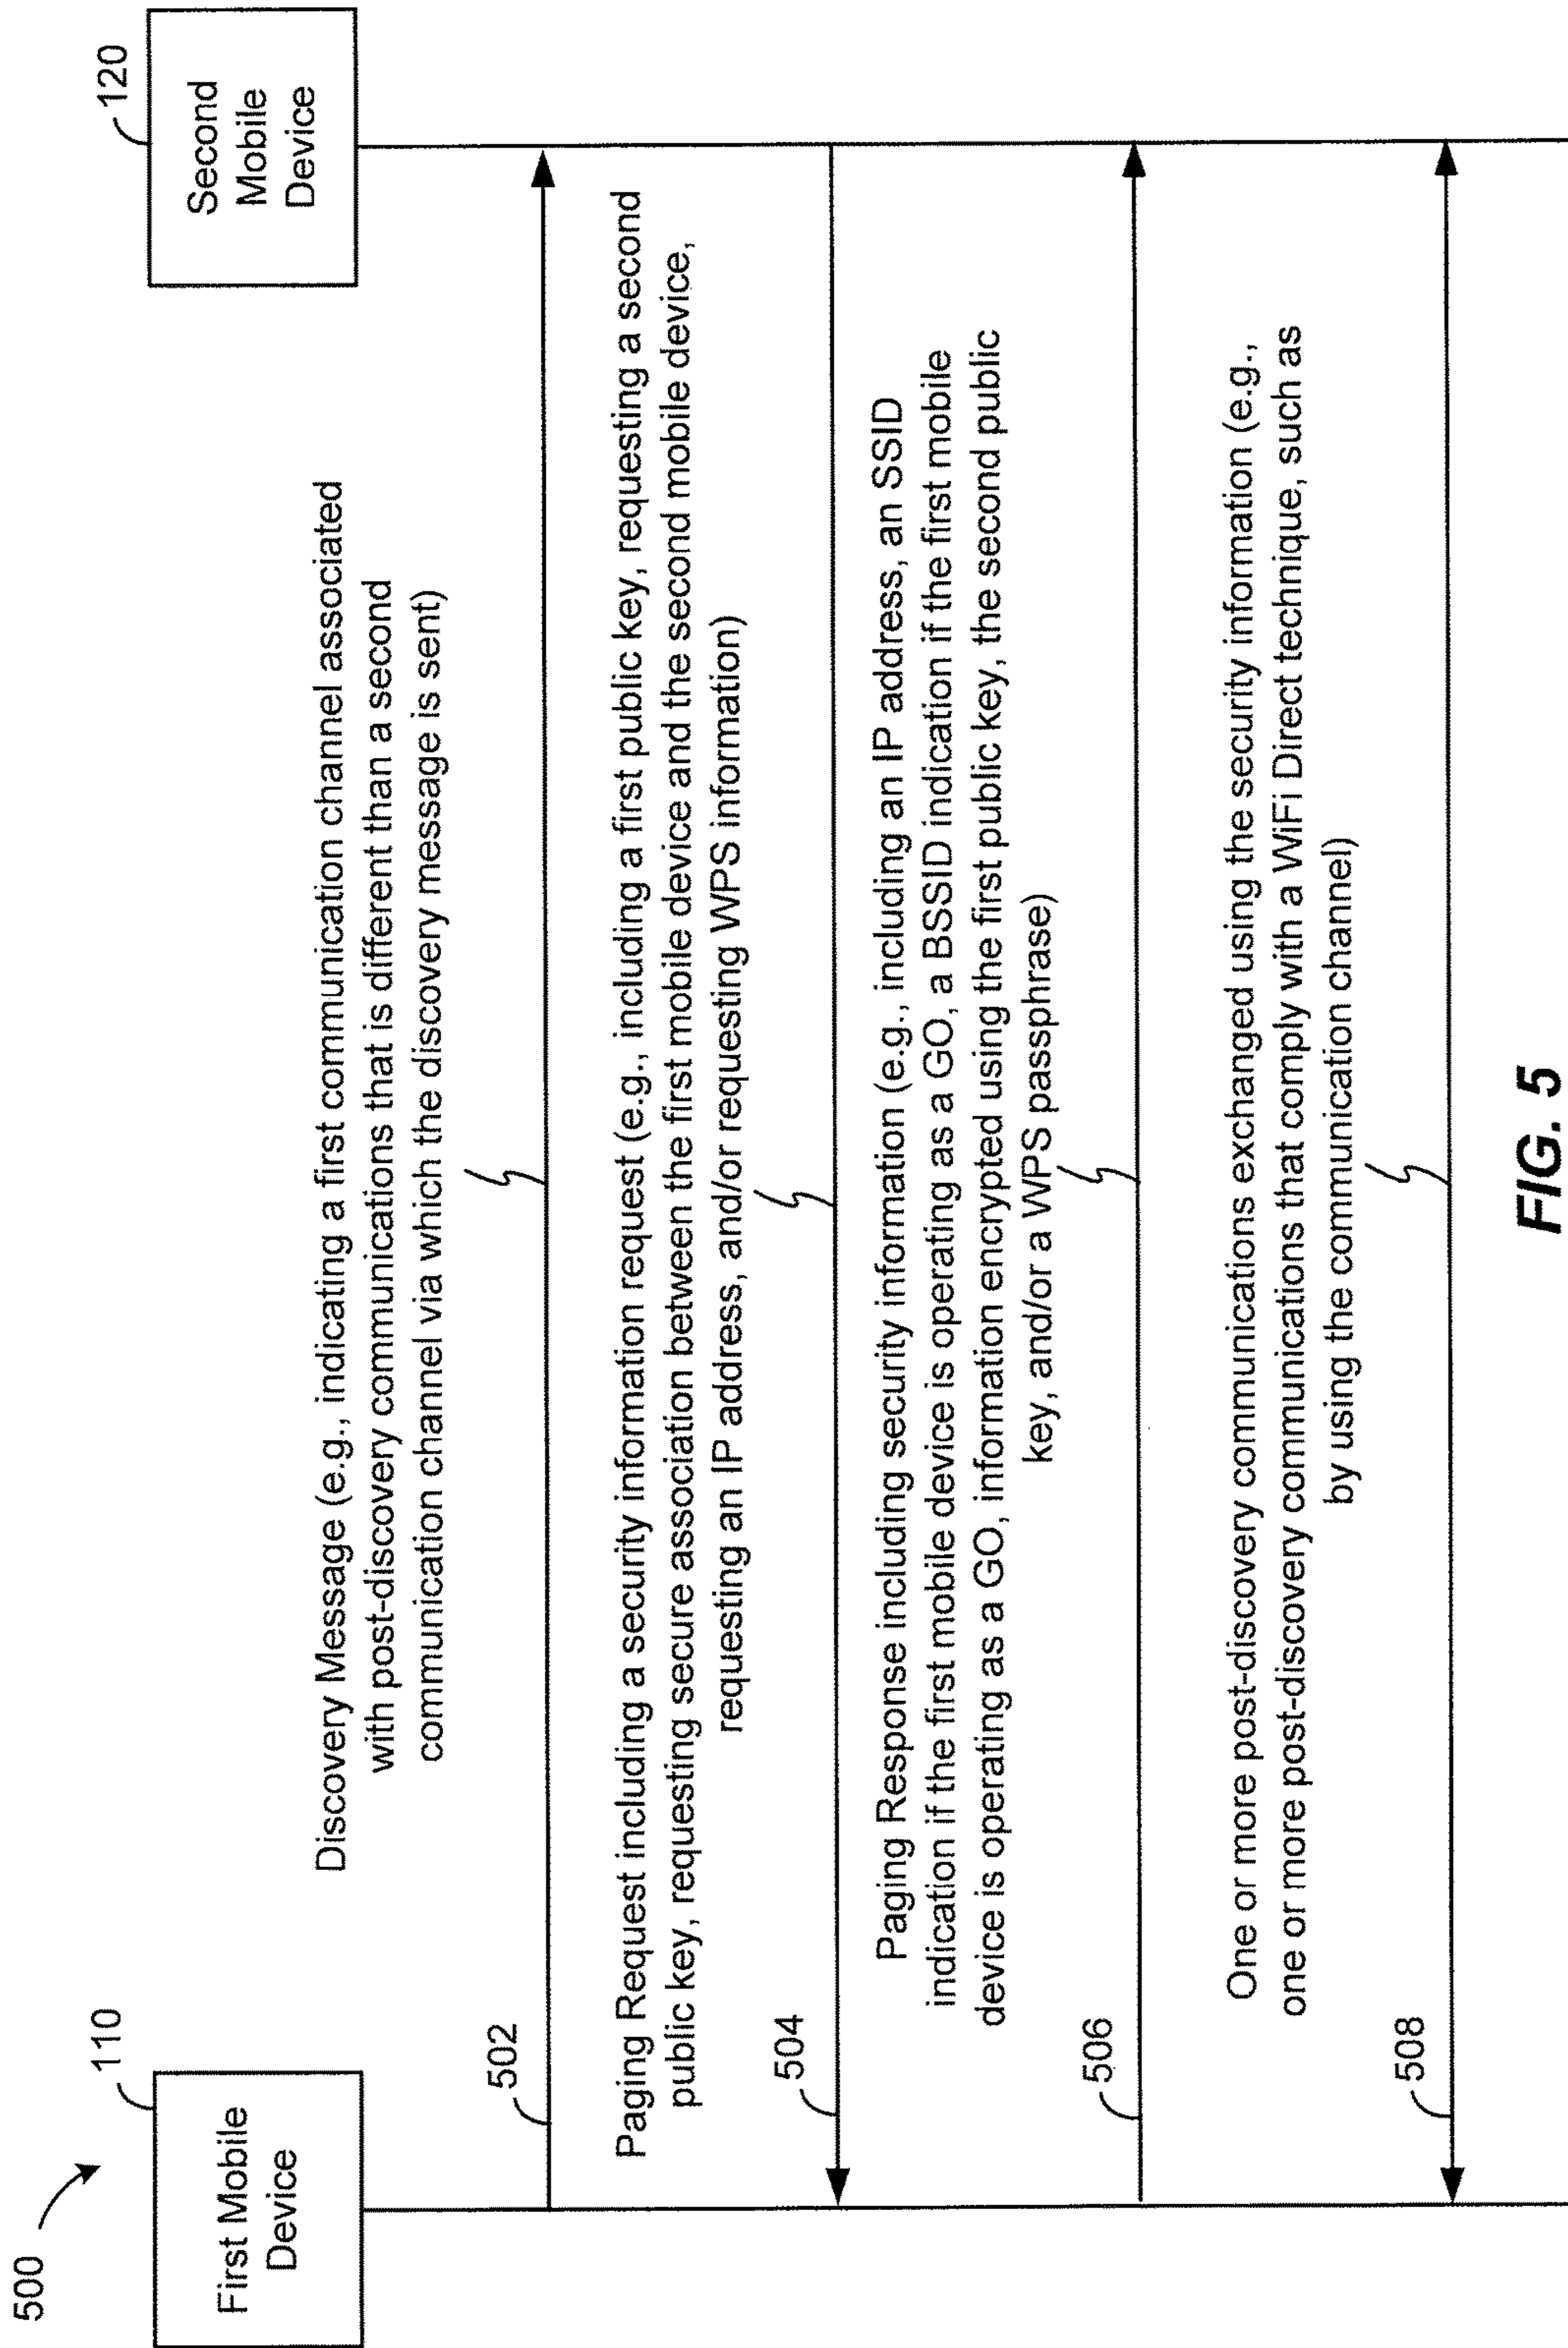 500
110
First Mobile
Device
120
Second
Mobile
Device
Discovery Message (e.g., indicating a first communication channel associated
with post-discovery communications that is different than a second
communication channel via which the discovery message is sent)
502
Paging Request including a security information request (e.g., including a first public key, requesting a second
public key, requesting secure association between the first mobile device and the second mobile device,
requesting an IP address, and/or requesting WPS information)
504
Paging Response including security information (e.g., including an IP address, an SSID
indication if the first mobile device is operating as a GO, a BSSID indication if the first mobile
device is operating as a GO, information encrypted using the first public key, the second public
key, and/or a WPS passphrase)
506
One or more post-discovery communications exchanged using the security information (e.g.,
one or more post-discovery communications that comply with a WiFi Direct technique, such as
by using the communication channel)
508
FIG. 5